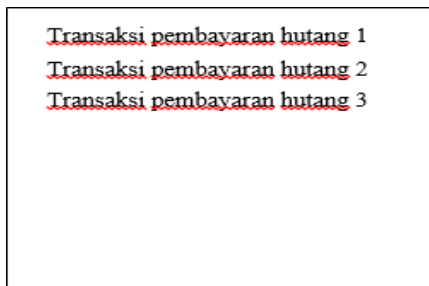 Transaksi pembayaran hutang 1
Transaksi pembayaran hutang 2
Transaksi pembayaran hutang 3